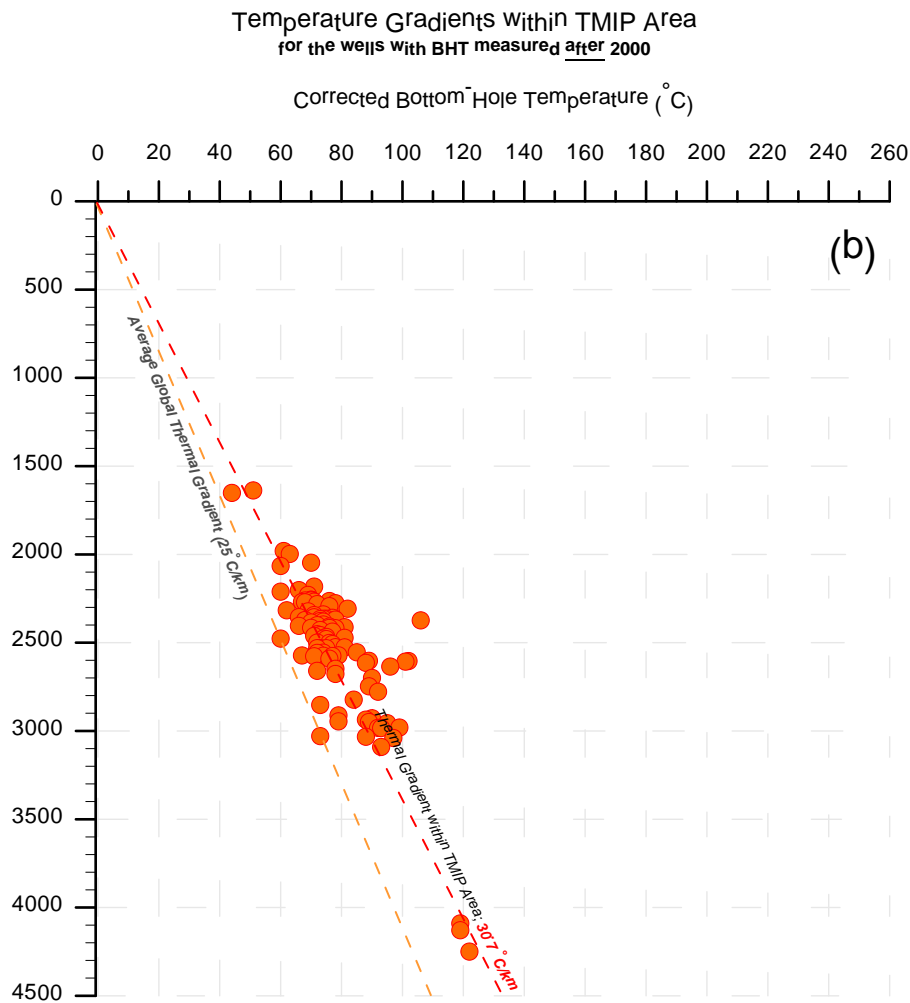 Temperature Gradients within TMIP Area
for the wells with BHT measured after 2000
Corrected Bottom-Hole Temperature (°C)
0 20 40 60 80 100 120 140 160 180 200 220 240 260
(b)
0
500
1000
1500
2000
2500
3000
3500
4000
4500
Average Global Thermal Gradient (25°C/km)
Thermal Gradient within TMIP Area; 30.7°C/km